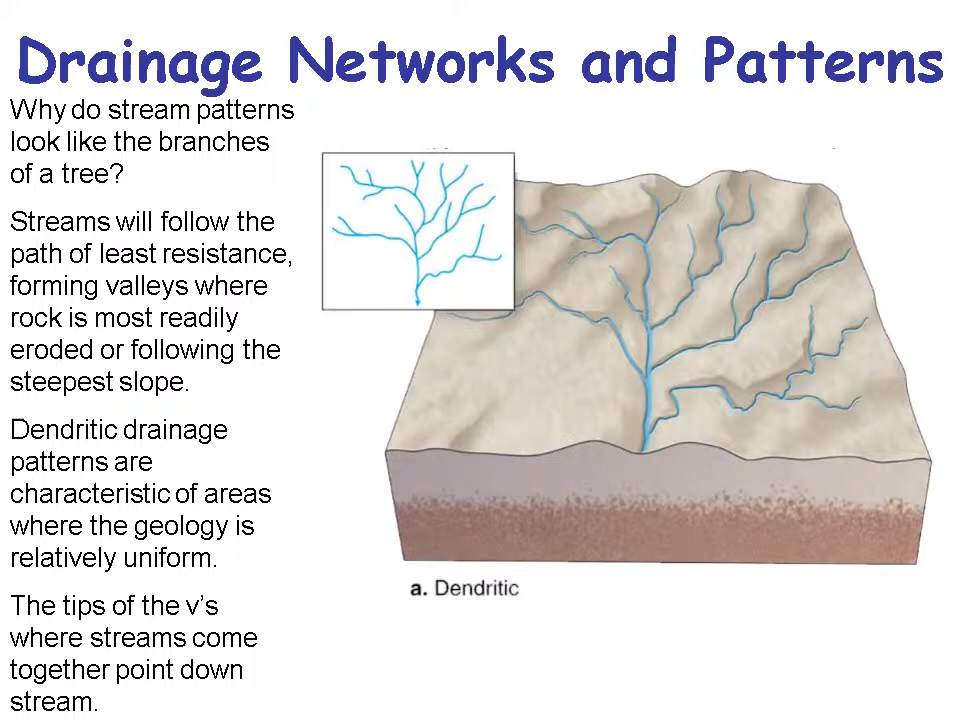 Drainage Networks and Patterns
Why do stream patterns
look like the branches
of a tree?
Streams will follow the
path of least resistance,
forming valleys where
rock is most readily
eroded or following the
steepest slope.
Dendritic drainage
patterns are
characteristic of areas
where the geology is
relatively uniform.
The tips of the v’s
where streams come
together point down
stream.
a. Dendritic